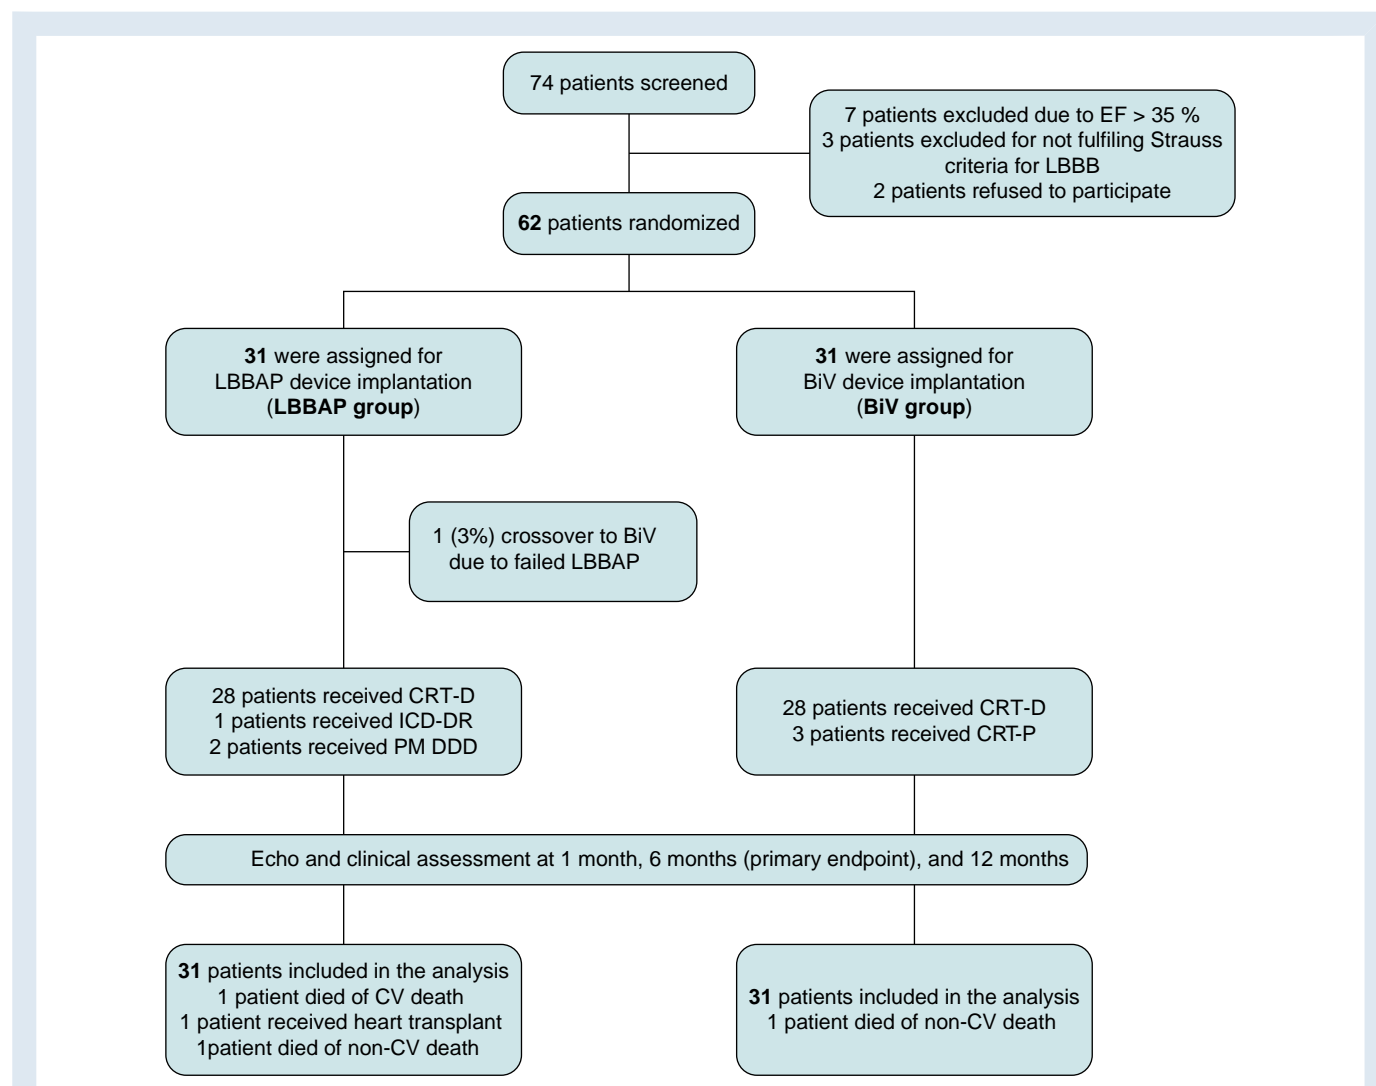 74 patients screened
7 patients excluded due to EF > 35 %
3 patients excluded for not fulfiling Strauss
criteria for LBBB
2 patients refused to participate
62 patients randomized
31 were assigned for
LBBAP device implantation
(LBBAP group)
31 were assigned for
BiV device implantation
(BiV group)
1 (3%) crossover to BiV
due to failed LBBAP
28 patients received CRT-D
1 patients received ICD-DR
2 patients received PM DDD
28 patients received CRT-D
3 patients received CRT-P
Echo and clinical assessment at 1 month, 6 months (primary endpoint), and 12 months
31 patients included in the analysis
1 patient died of CV death
1 patient received heart transplant
1patient died of non-CV death
31 patients included in the analysis
1 patient died of non-CV death